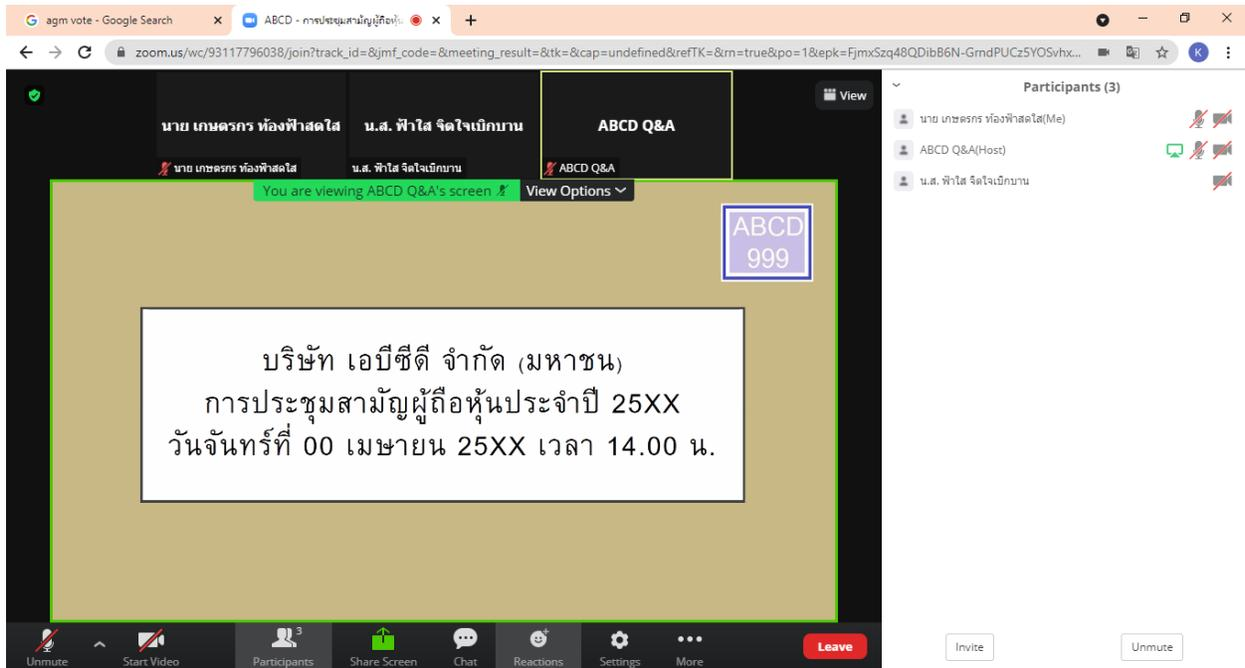 agm vote - Google Search
ABCD - การประชุมสามัญผู้ถือหุ้
zoom.us/wc/93117796038/join?track_id=&jmf_code=&meeting_result=&tk=&cap=undefined&refTK=&rn=true&po=1&epk=FjmxSzq48QDibB6N-GrndPUCz5YOSvhx...
K
View
นาย เกษตรกร ท้องฟ้าสดใส
น.ส. ฟ้าใส จิตใจเบิกบาน
ABCD Q&A
นาย เกษตรกร ท้องฟ้าสดใส
น.ส. ฟ้าใส จิตใจเบิกบาน
ABCD Q&A
You are viewing ABCD Q&A's screen
View Options
ABCD
999
บริษัท เอบีซีดี จำกัด (มหาชน)
การประชุมสามัญผู้ถือหุ้นประจำปี 25XX
วันจันทร์ที่ 00 เมษายน 25XX เวลา 14.00 น.
Participants (3)
นาย เกษตรกร ท้องฟ้าสดใส(Me)
ABCD Q&A(Host)
น.ส. ฟ้าใส จิตใจเบิกบาน
Unmute
Start Video
3
Participants
Share Screen
Chat
Reactions
Settings
More
Leave
Invite
Unmute